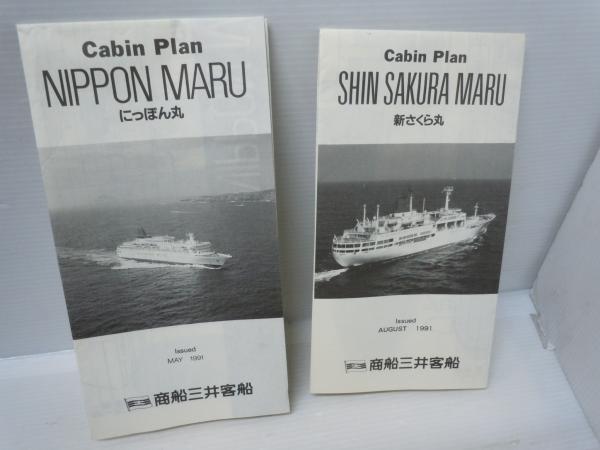 Cabin Plan
NIPPON MARU
にっぽん丸
Issued
MAY 1991
商船三井客船
Cabin Plan
SHIN SAKURA MARU
新さくら丸
Issued
AUGUST 1991
商船三井客船